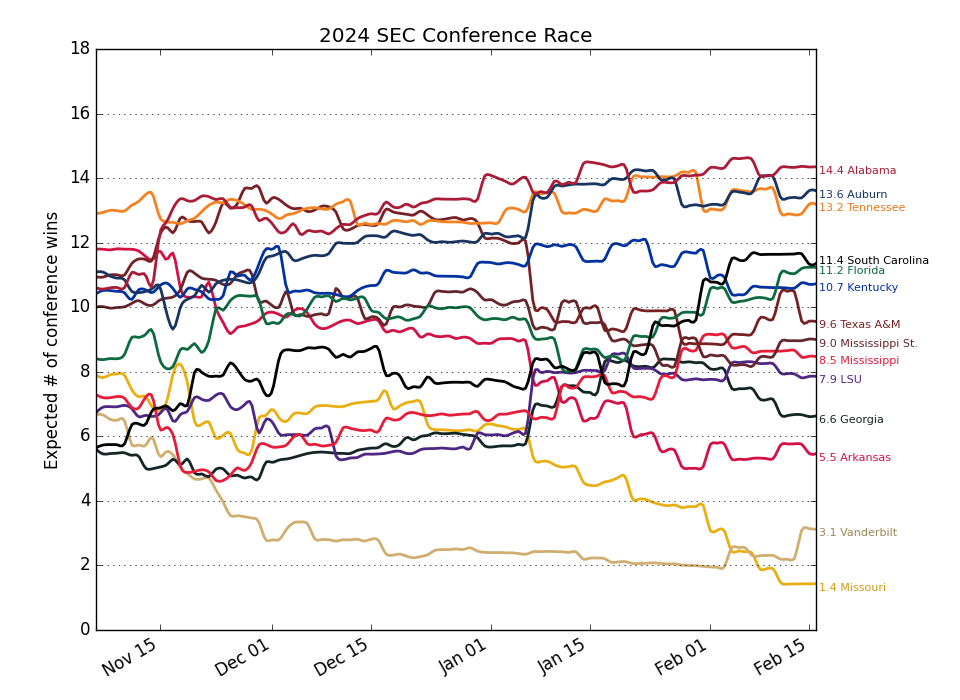 2024 SEC Conference Race
Expected # of conference wins
18
16
14
12
10
8
6
4
2
0
Nov 15
Dec 01
Dec 15
Jan 01
Jan 15
Feb 01
Feb 15
14.4 Alabama
13.6 Auburn
13.2 Tennessee
11.4 South Carolina
11.2 Florida
10.7 Kentucky
9.6 Texas A&M
9.0 Mississippi St.
8.5 Mississippi
7.9 LSU
6.6 Georgia
5.5 Arkansas
3.1 Vanderbilt
1.4 Missouri